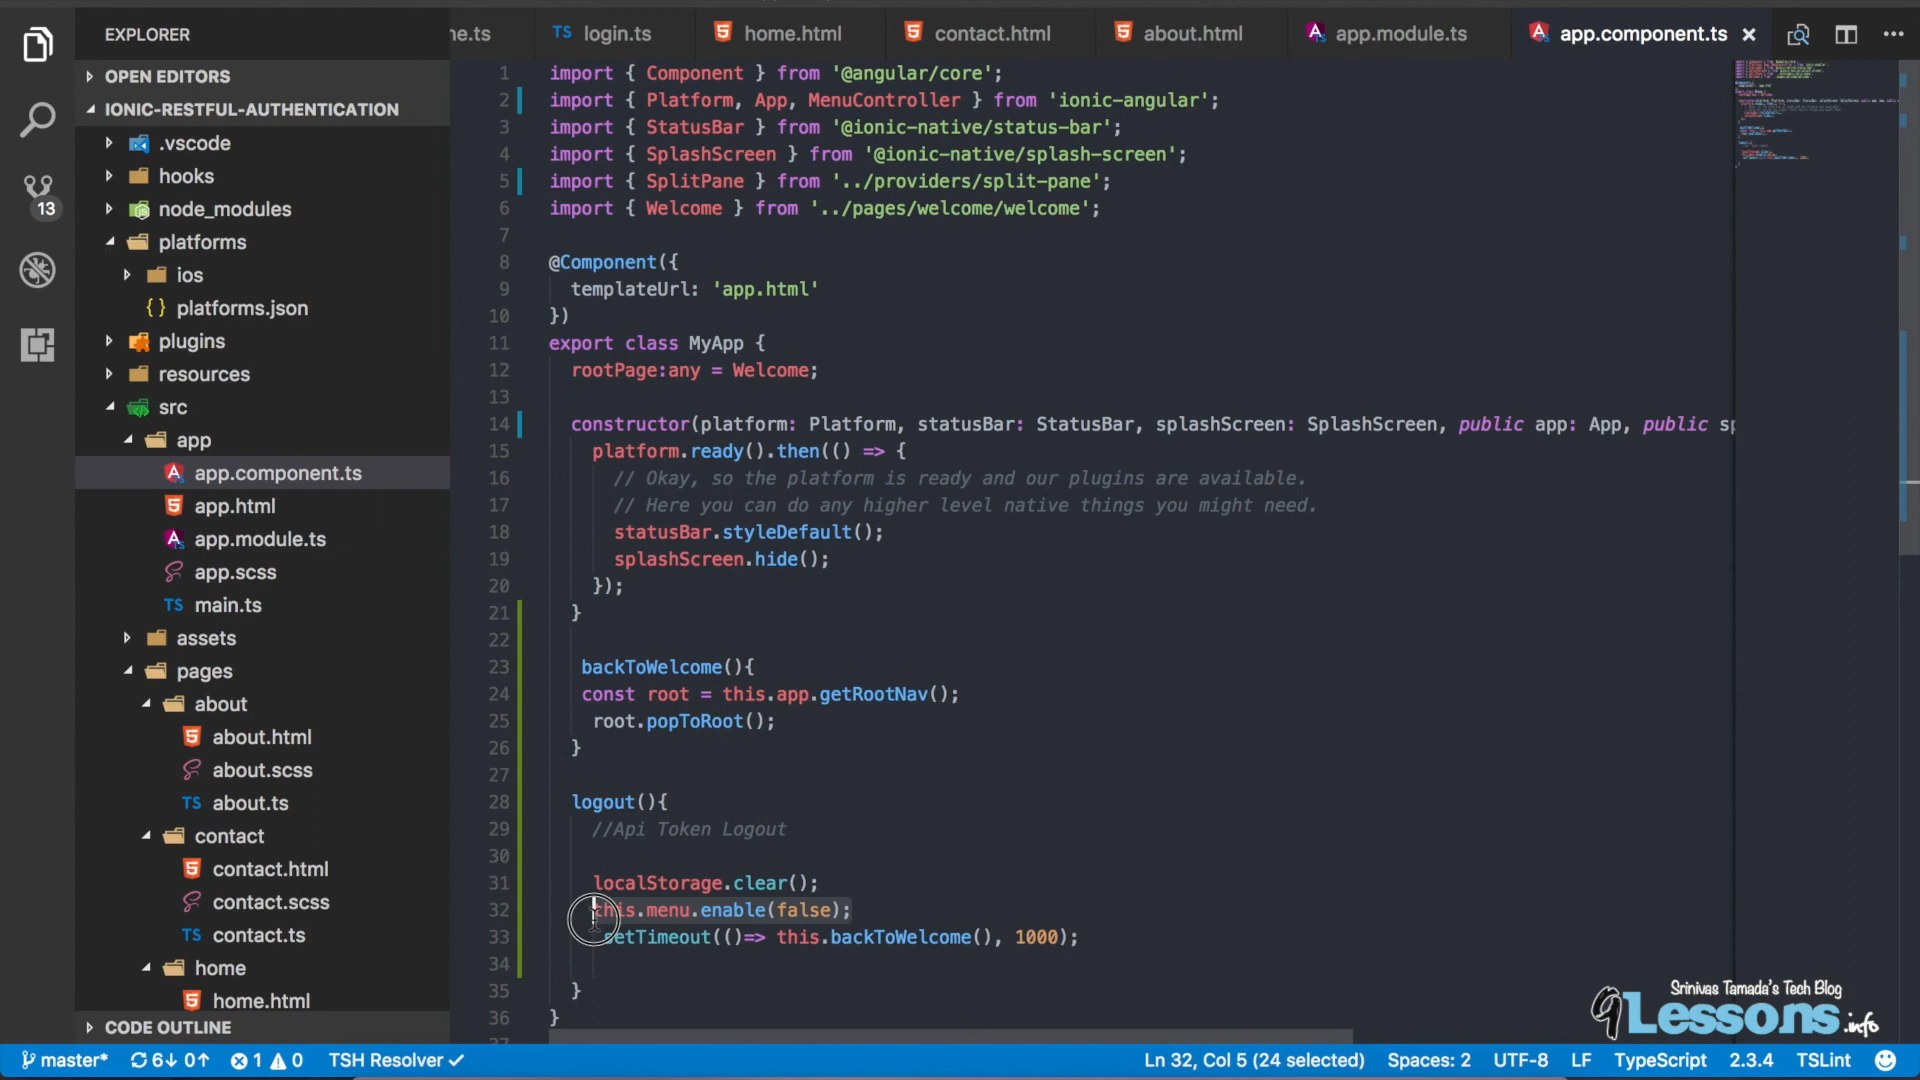 EXPLORER
me.ts
TS login.ts
home.html
contact.html
about.html
app.module.ts
app.component.ts
OPEN EDITORS
IONIC-RESTFUL-AUTHENTICATION
.vscode
hooks
node_modules
platforms
ios
{} platforms.json
plugins
resources
src
app
app.component.ts
app.html
app.module.ts
app.scss
TS main.ts
assets
pages
about
about.html
about.scss
TS about.ts
contact
contact.html
contact.scss
TS contact.ts
home
home.html
CODE OUTLINE
13
1 import { Component } from '@angular/core';
2 import { Platform, App, MenuController } from 'ionic-angular';
3 import { StatusBar } from '@ionic-native/status-bar';
4 import { SplashScreen } from '@ionic-native/splash-screen';
5 import { SplitPane } from '../providers/split-pane';
6 import { Welcome } from '../pages/welcome/welcome';
7
8 @Component({
9 templateUrl: 'app.html'
10 })
11 export class MyApp {
12 rootPage:any = Welcome;
13
14 constructor(platform: Platform, statusBar: StatusBar, splashScreen: SplashScreen, public app: App, public sp
15 platform.ready().then(() => {
16 // Okay, so the platform is ready and our plugins are available.
17 // Here you can do any higher level native things you might need.
18 statusBar.styleDefault();
19 splashScreen.hide();
20 });
21 }
22
23 backToWelcome(){
24 const root = this.app.getRootNav();
25 root.popToRoot();
26 }
27
28 logout(){
29 //Api Token Logout
30
31 localStorage.clear();
32 this.menu.enable(false);
33 setTimeout(()=> this.backToWelcome(), 1000);
34
35 }
36 }
Srinivas Tamada's Tech Blog
9Lessons.info
master* 6↓ 0↑ 1 0 TSH Resolver ✓
Ln 32, Col 5 (24 selected) Spaces: 2 UTF-8 LF TypeScript 2.3.4 TSLint